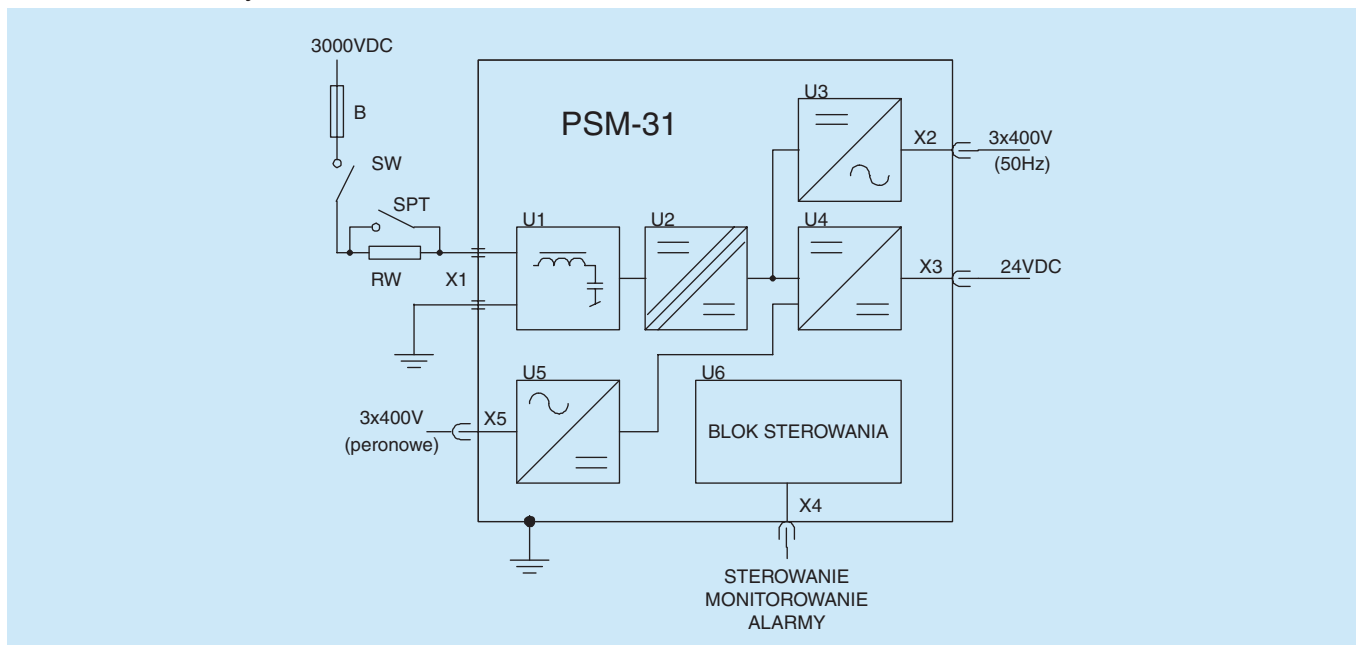 3000VDC
B
SW
SPT
RW
X1
PSM-31
U1
U2
U3
X2
3x400V
(50Hz)
U4
X3
24VDC
U5
X5
3x400V
(peronowe)
U6
BLOK STEROWANIA
X4
STEROWANIE
MONITOROWANIE
ALARMY